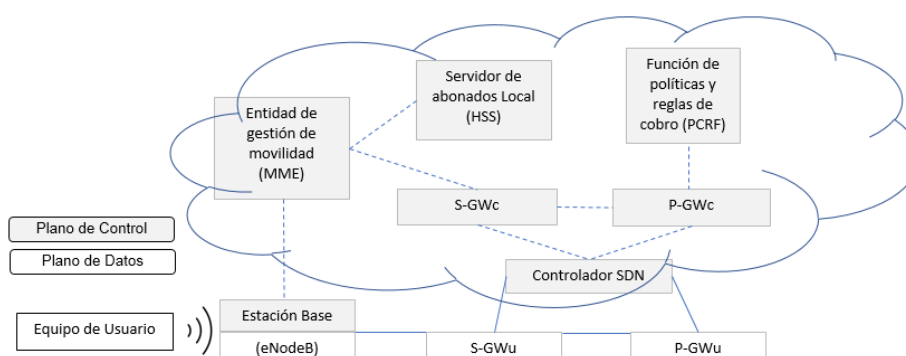 Servidor de
abonados Local
(HSS)
Función de
políticas y
reglas de
cobro (PCRF)
Entidad de
gestión de
movilidad
(MME)
S-GWc
P-GWc
Plano de Control
Plano de Datos
Controlador SDN
Equipo de Usuario
Estación Base
(eNodeB)
S-GWu
P-GWu